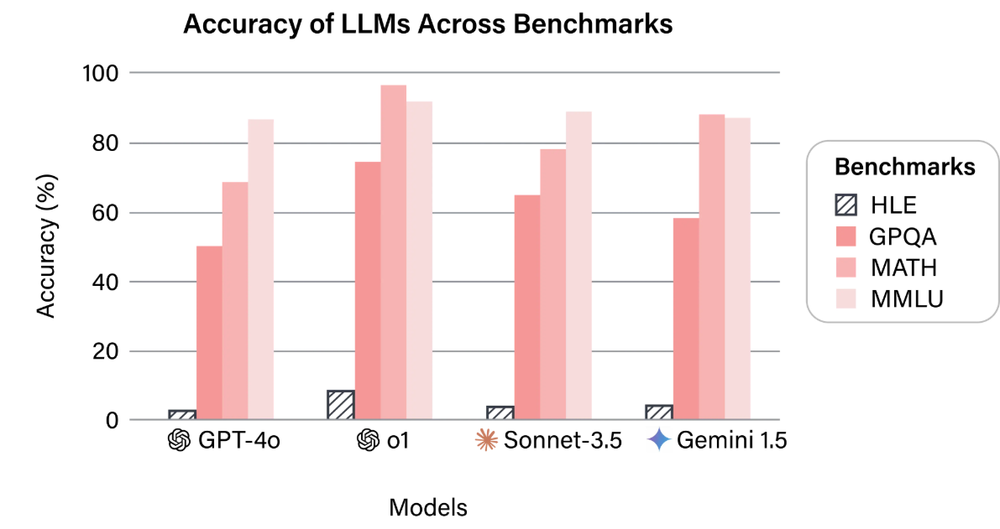 Accuracy of LLMs Across Benchmarks
100
80
60
40
20
0
Accuracy (%)
GPT-4o
o1
Sonnet-3.5
Gemini 1.5
Models
Benchmarks
HLE
GPQA
MATH
MMLU